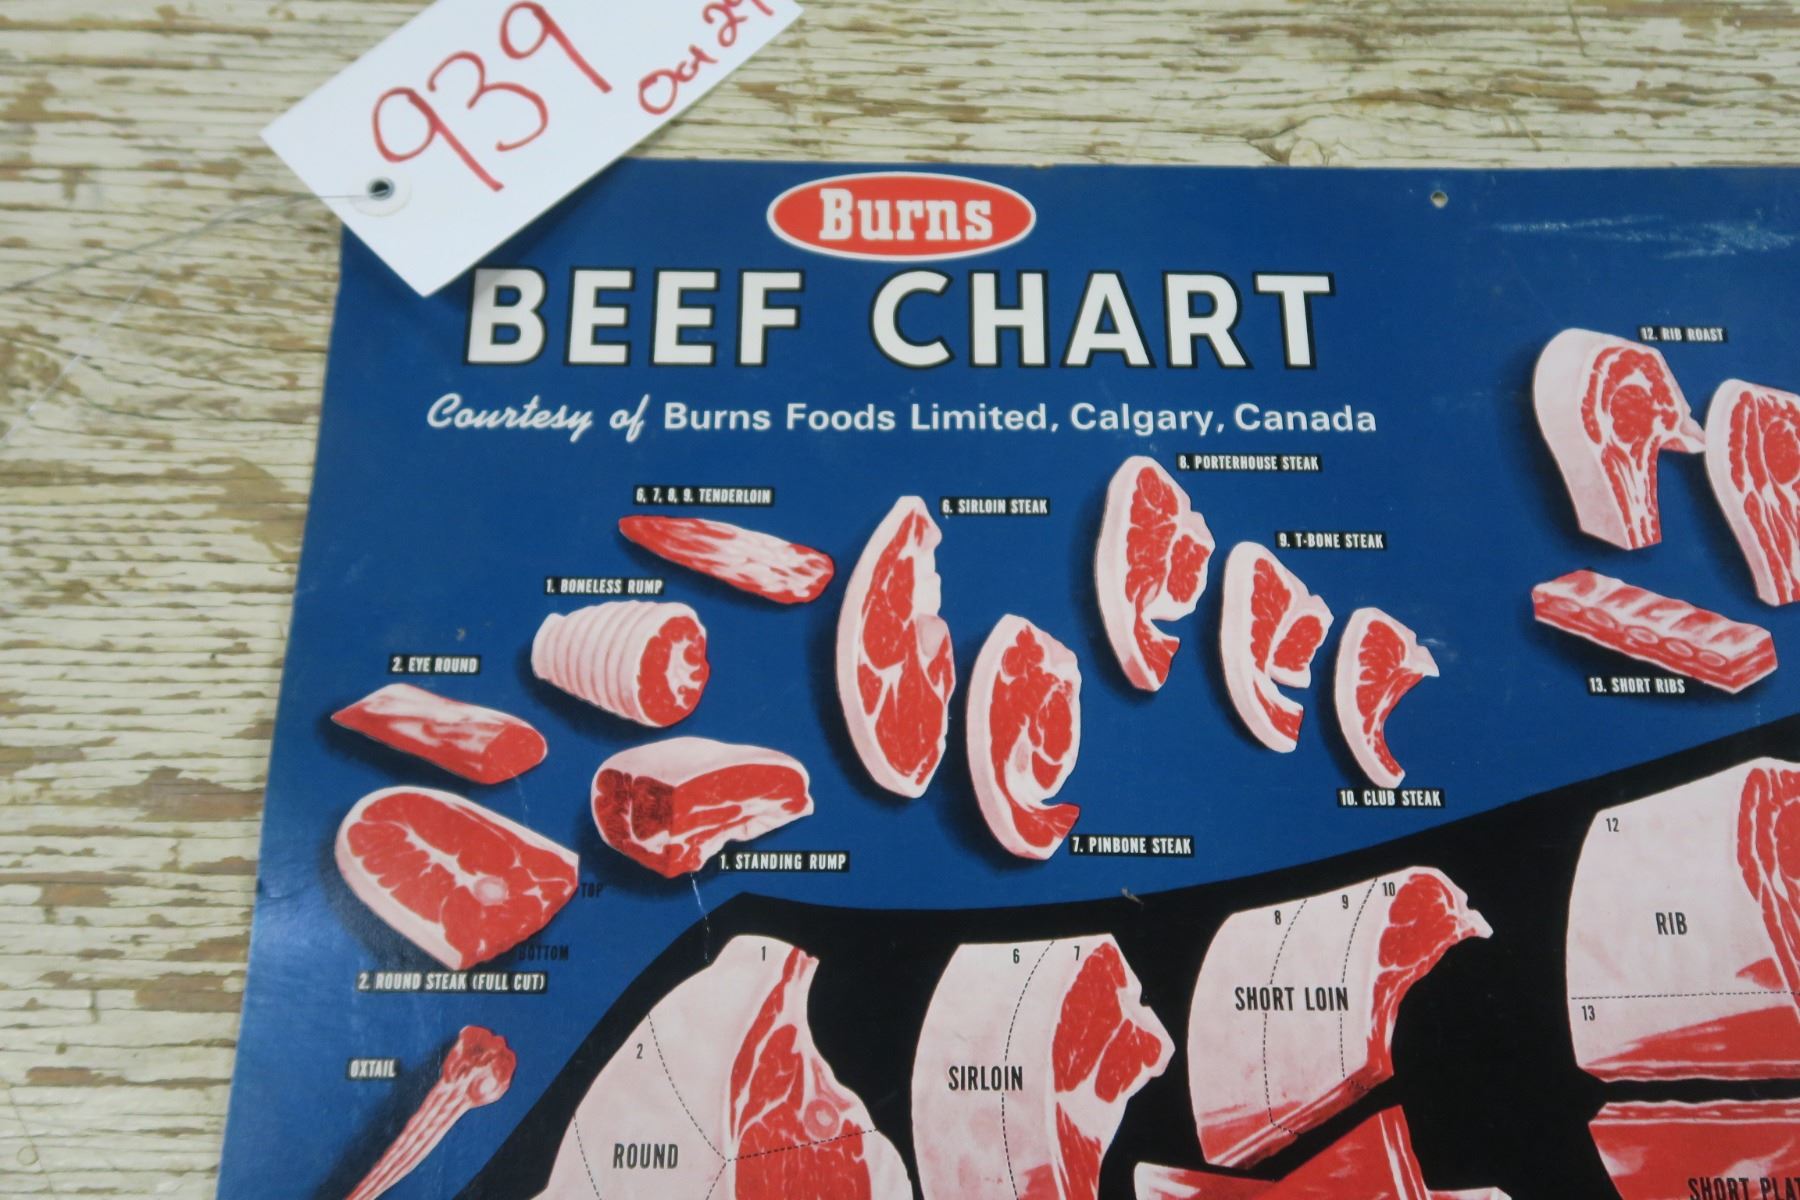 939
Oct 29
Burns
BEEF CHART
Courtesy of Burns Foods Limited, Calgary, Canada
12. RIB ROAST
8. PORTERHOUSE STEAK
6, 7, 8, 9. TENDERLOIN
6. SIRLOIN STEAK
9. T-BONE STEAK
1. BONELESS RUMP
2. EYE ROUND
13. SHORT RIBS
10. CLUB STEAK
7. PINBONE STEAK
1. STANDING RUMP
TOP
BOTTOM
2. ROUND STEAK (FULL CUT)
OXTAIL
12
RIB
13
8
9
10
SHORT LOIN
6
7
SIRLOIN
1
2
ROUND
SHORT PLAT